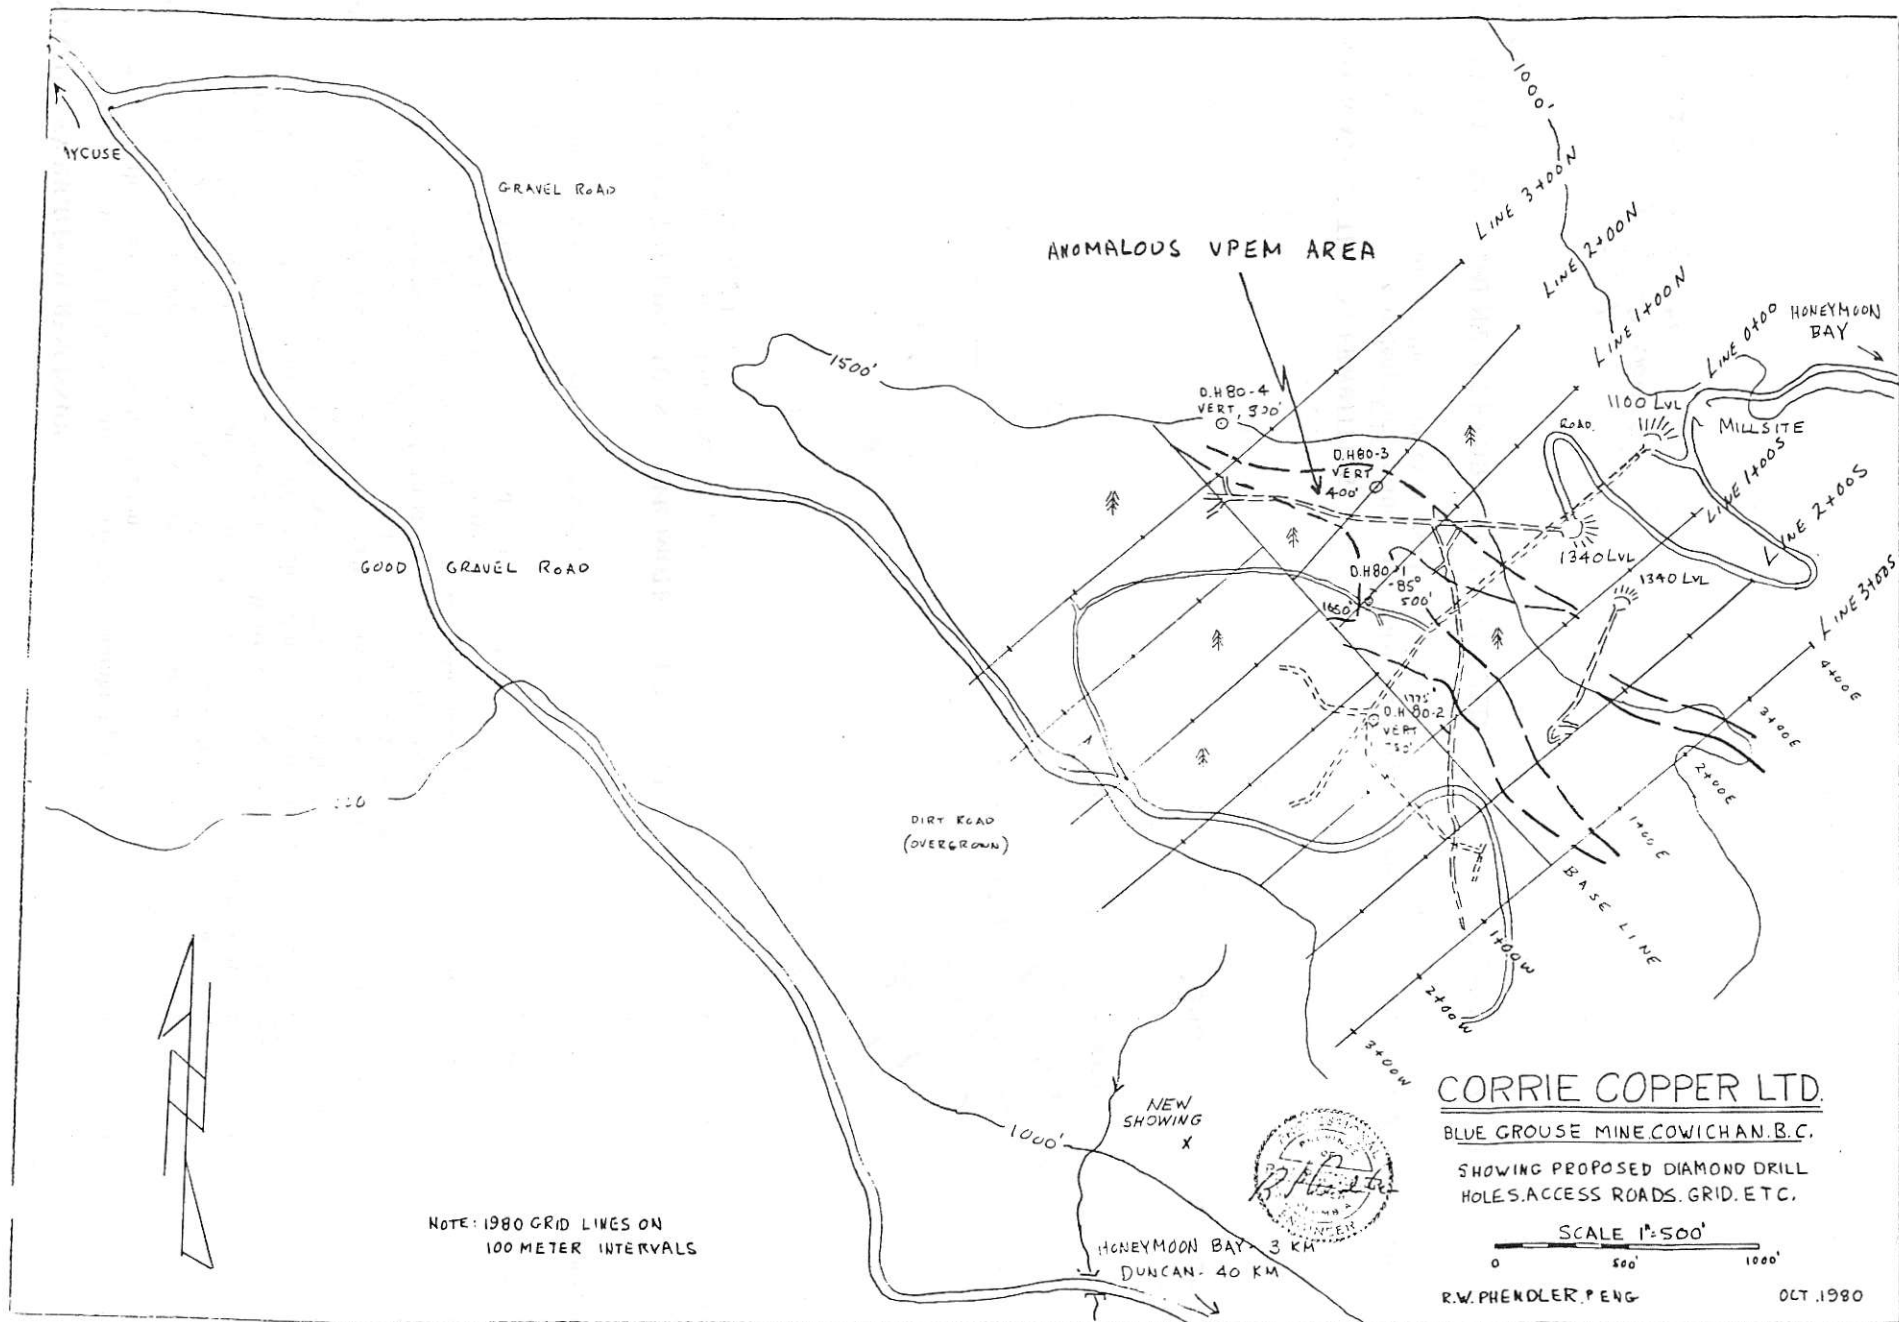 GRAVEL ROAD
GOOD GRAVEL ROAD
1000'
LINE 3+00N
LINE 2+00N
LINE 1+00N
LINE 0+00
HONEYMOON
BAY
ANOMALOUS VPEM AREA
1500'
D.H 80-4
VERT, 300'
D.H80-3
VERT
400'
ROAD
1100 LVL
MILLSITE
LINE 1+00S
LINE 2+00S
LINE 3+00S
1340 LVL
1340 LVL
D.H80-1
-85°
500'
1650'
1775'
D.H 80-2
VERT
4+00E
3+00E
2+00E
1+00E
BASE LINE
1+00W
2+00W
3+00W
DIRT ROAD
(OVERGROWN)
1000'
NEW
SHOWING
X
NOTE: 1980 GRID LINES ON
100 METER INTERVALS
HONEYMOON BAY - 3 KM
DUNCAN - 40 KM
ENGINEER
CORRIE COPPER LTD.
BLUE GROUSE MINE.COWICHAN.B.C.
SHOWING PROPOSED DIAMOND DRILL
HOLES.ACCESS ROADS.GRID.ETC.
SCALE 1"=500'
0 500' 1000'
R.W. PHENDLER. P ENG OCT.1980